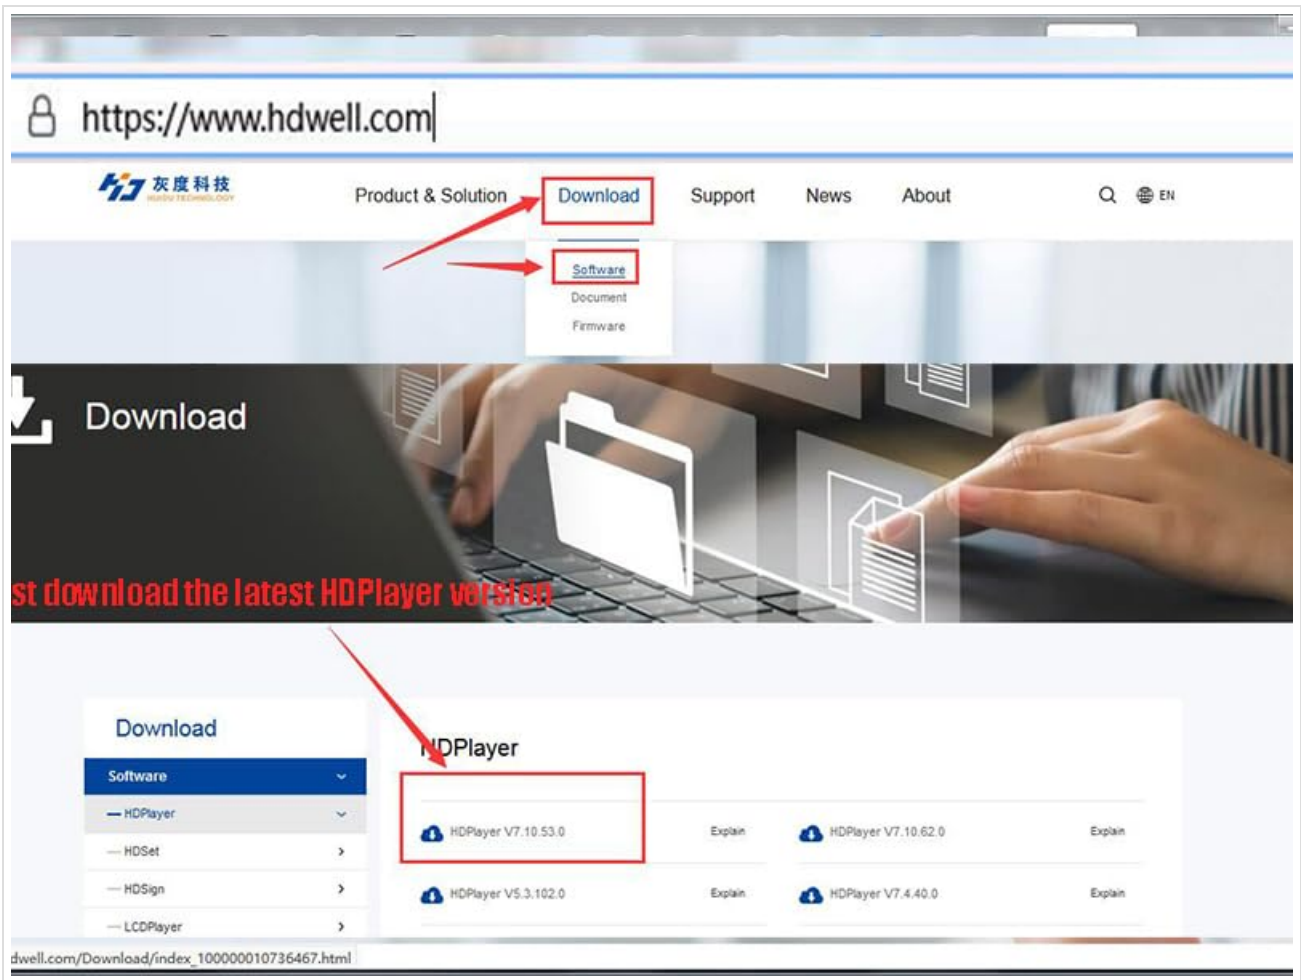 https://www.hdwell.com
灰度科技
HUIDU TECHNOLOGY
Product & Solution
Download
Support
News
About
EN
Software
Document
Firmware
Download
st download the latest HDPlayer version
Download
Software
HDPlayer
HDSet
HDSign
LCDPlayer
HDPlayer
HDPlayer V7.10.53.0 Explain
HDPlayer V7.10.62.0 Explain
HDPlayer V5.3.102.0 Explain
HDPlayer V7.4.40.0 Explain
dwell.com/Download/index_100000010736467.html